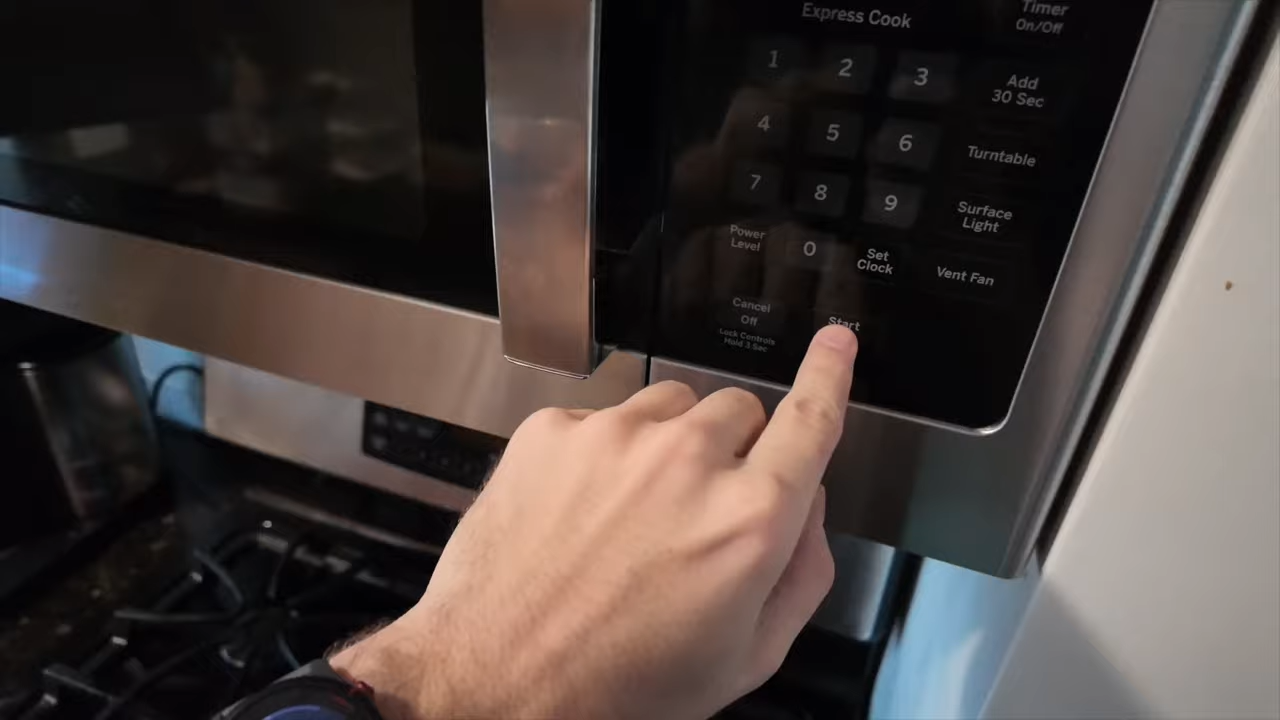 Express Cook
Timer
On/Off
1
2
3
Add
30 Sec
4
5
6
Turntable
7
8
9
Surface
Light
Power
Level
0
Set
Clock
Vent Fan
Cancel
Off
Lock Controls
Hold 3 Sec
Start